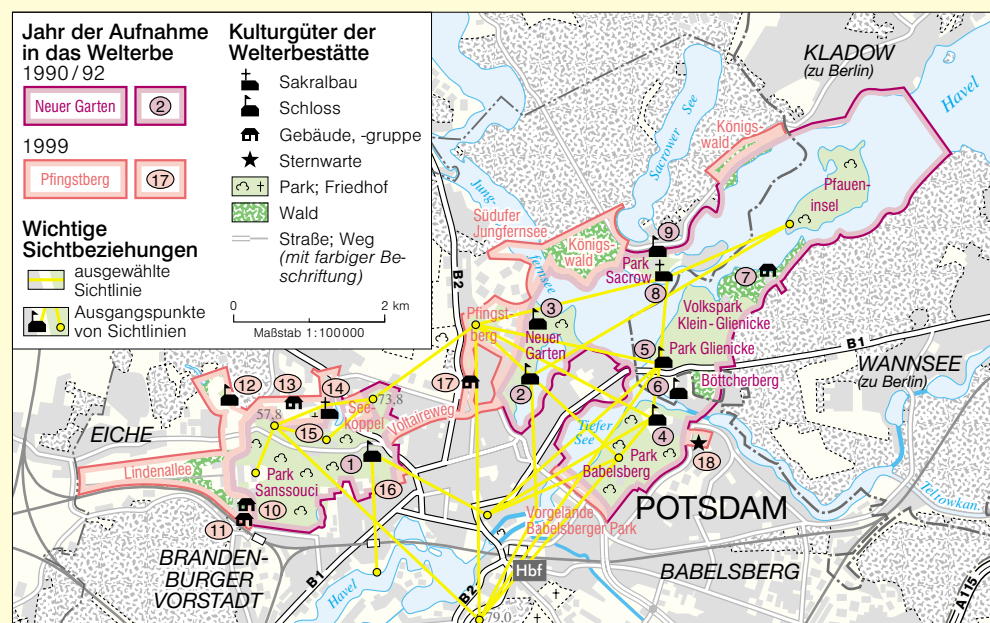 Jahr der Aufnahme
in das Welterbe
1990/92
Neuer Garten
2
1999
Pfingstberg
17
Wichtige
Sichtbeziehungen
ausgewählte
Sichtlinie
Ausgangspunkte
von Sichtlinien
Kulturgüter der
Welterbestätte
Sakralbau
Schloss
Gebäude, -gruppe
Sternwarte
Park; Friedhof
Wald
Straße; Weg
(mit farbiger Be-
schriftung)
0
2 km
Maßstab 1:100000
KLADOW
(zu Berlin)
Havel
Königs-
wald
Sacrower See
Pfauen-
insel
Jung-
fernsee
Südufer
Jungfernsee
Königs-
wald
9
Park
Sacrow
8
7
B2
3
Pfingst-
berg
Neuer
Garten
Volkspark
Klein-Glienicke
5
Park Glienicke
B1
WANNSEE
(zu Berlin)
12
13
14
17
2
6
Böttcherberg
73.8
57.8
See-
koppel
Voltaireweg
15
EICHE
Tiefer
See
4
Park
Babelsberg
18
Lindenallee
Park
Sanssouci
1
16
10
11
POTSDAM
Teltowkan.
Vorgelände
Babelsberger Park
BRANDEN-
BURGER
VORSTADT
B1
Havel
Hbf
B2
BABELSBERG
79.0
A115